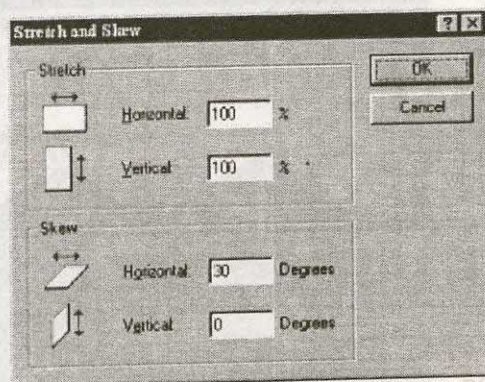 Stretch and Skew
Stretch
Horizontal 100 %
Vertical 100 %
OK
Cancel
Skew
Horizontal 30 Degrees
Vertical 0 Degrees